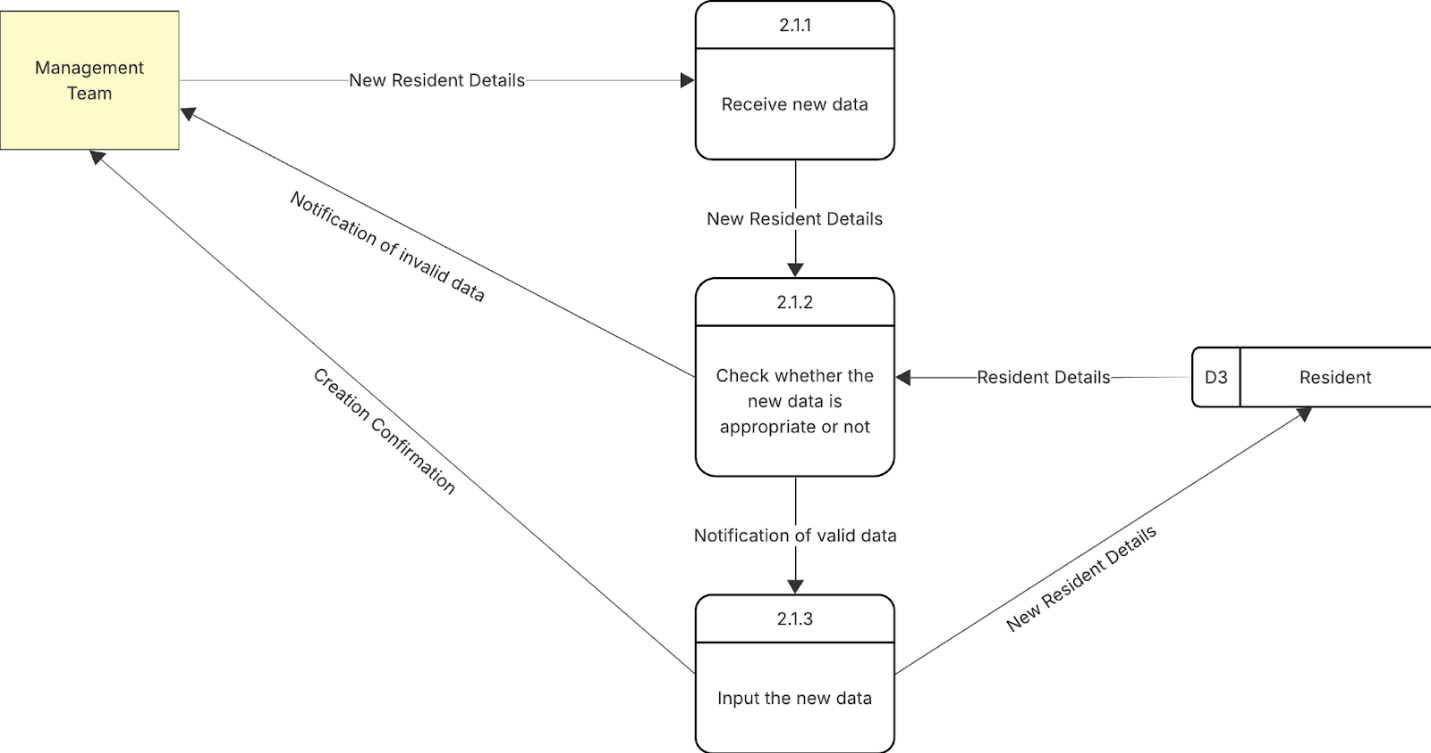 Management
Team
New Resident Details
2.1.1
Receive new data
Notification of invalid data
New Resident Details
2.1.2
Check whether the
new data is
appropriate or not
Resident Details
D3
Resident
Creation Confirmation
Notification of valid data
New Resident Details
2.1.3
Input the new data